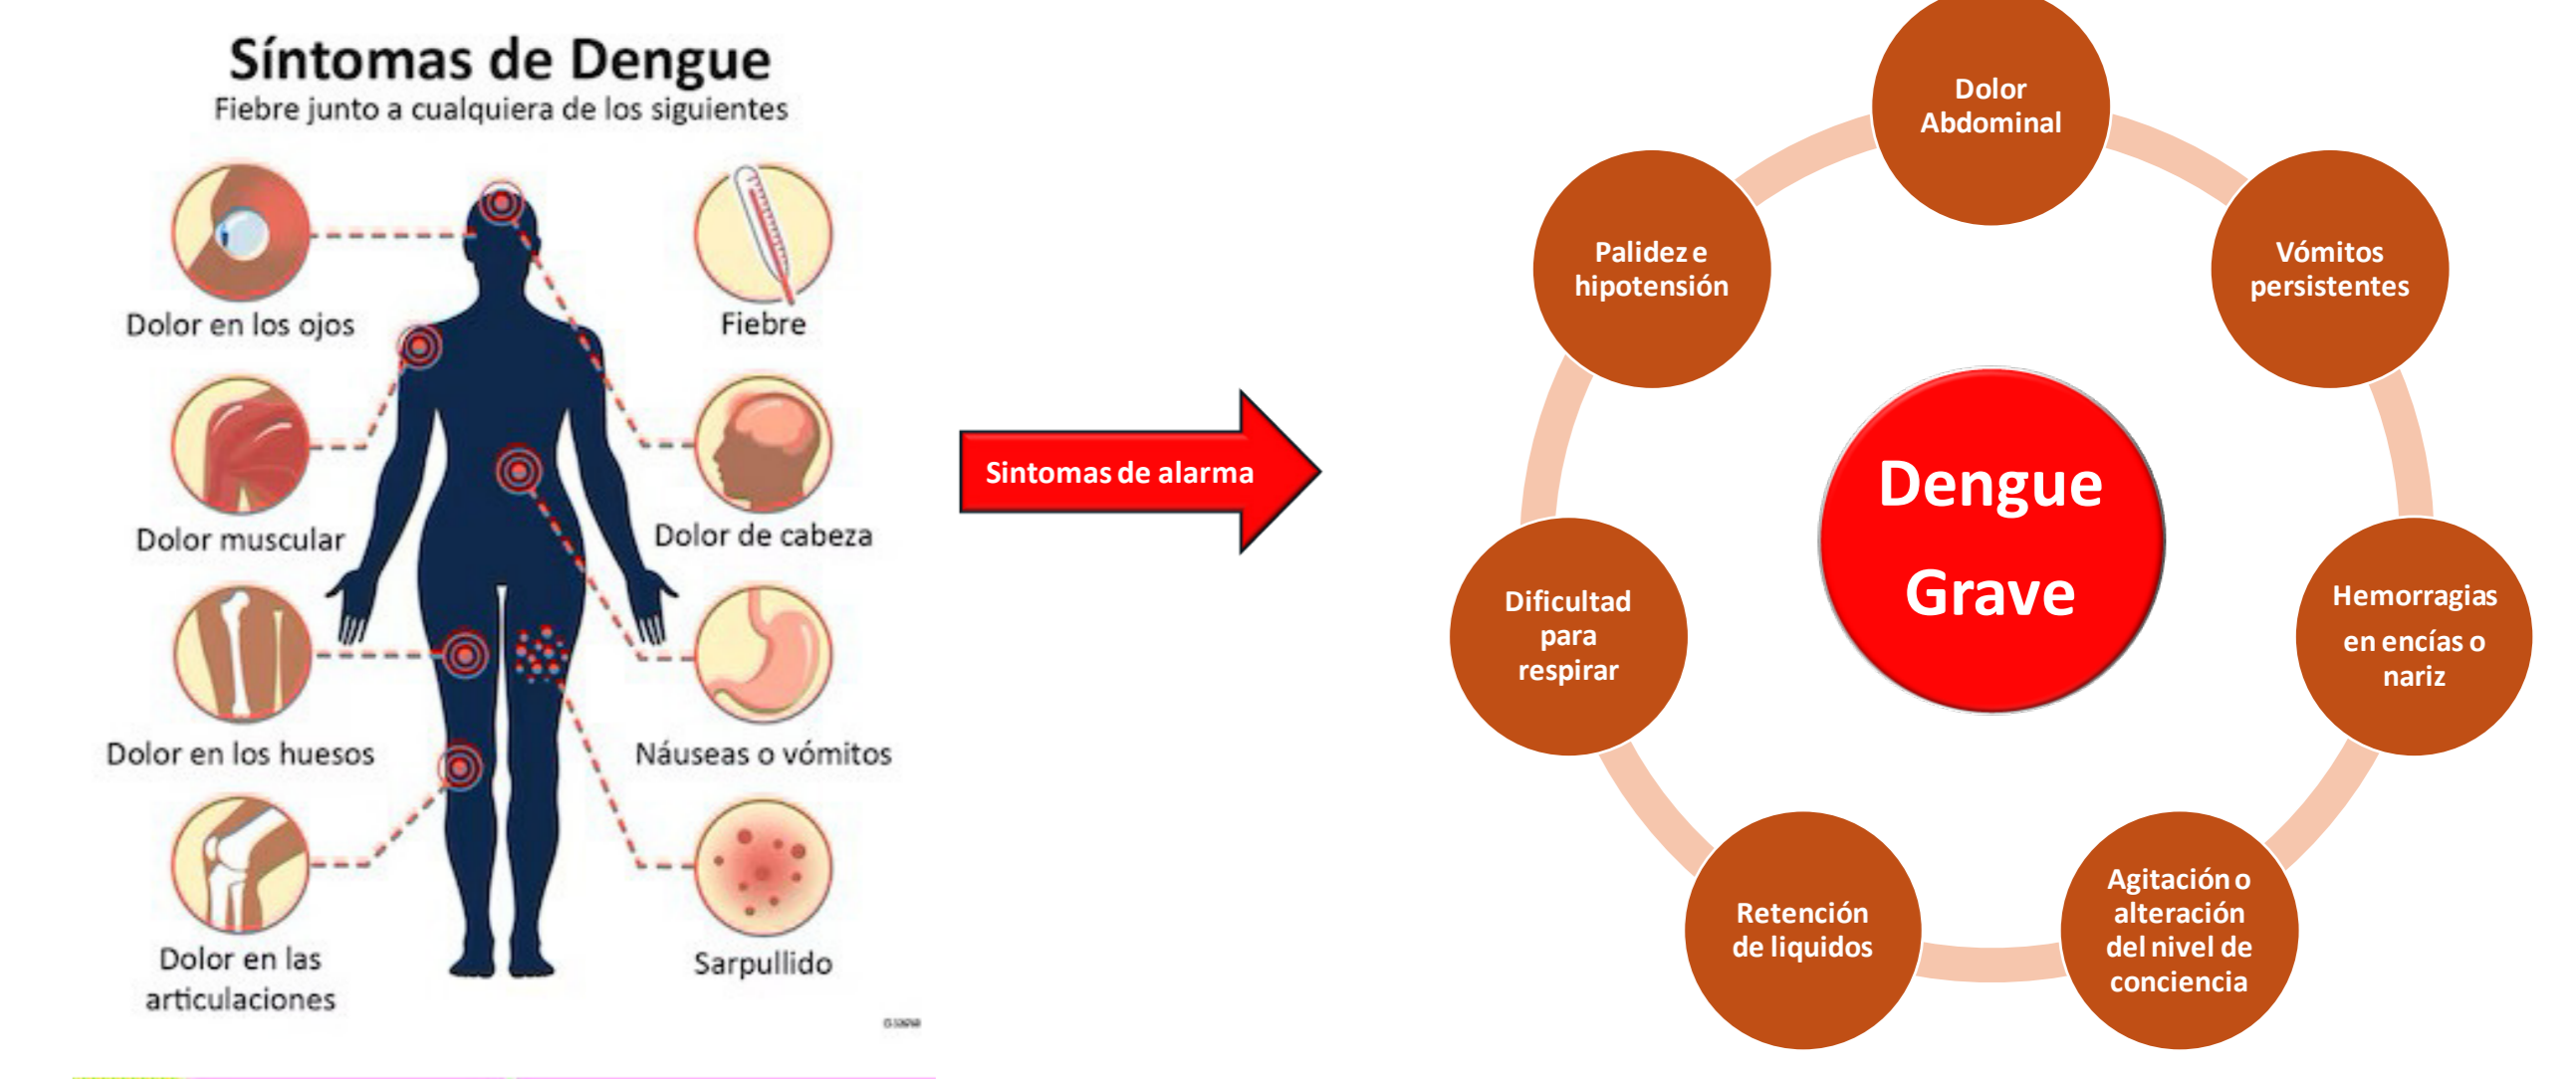 Síntomas de Dengue
Fiebre junto a cualquiera de los siguientes
Dolor en los ojos
Fiebre
Dolor muscular
Dolor de cabeza
Dolor en los huesos
Náuseas o vómitos
Dolor en las
articulaciones
Sarpullido
Sintomas de alarma
Dengue
Grave
Dolor
Abdominal
Vómitos
persistentes
Hemorragias
en encías o
nariz
Agitación o
alteración
del nivel de
conciencia
Retención
de liquidos
Dificultad
para
respirar
Palidez e
hipotensión